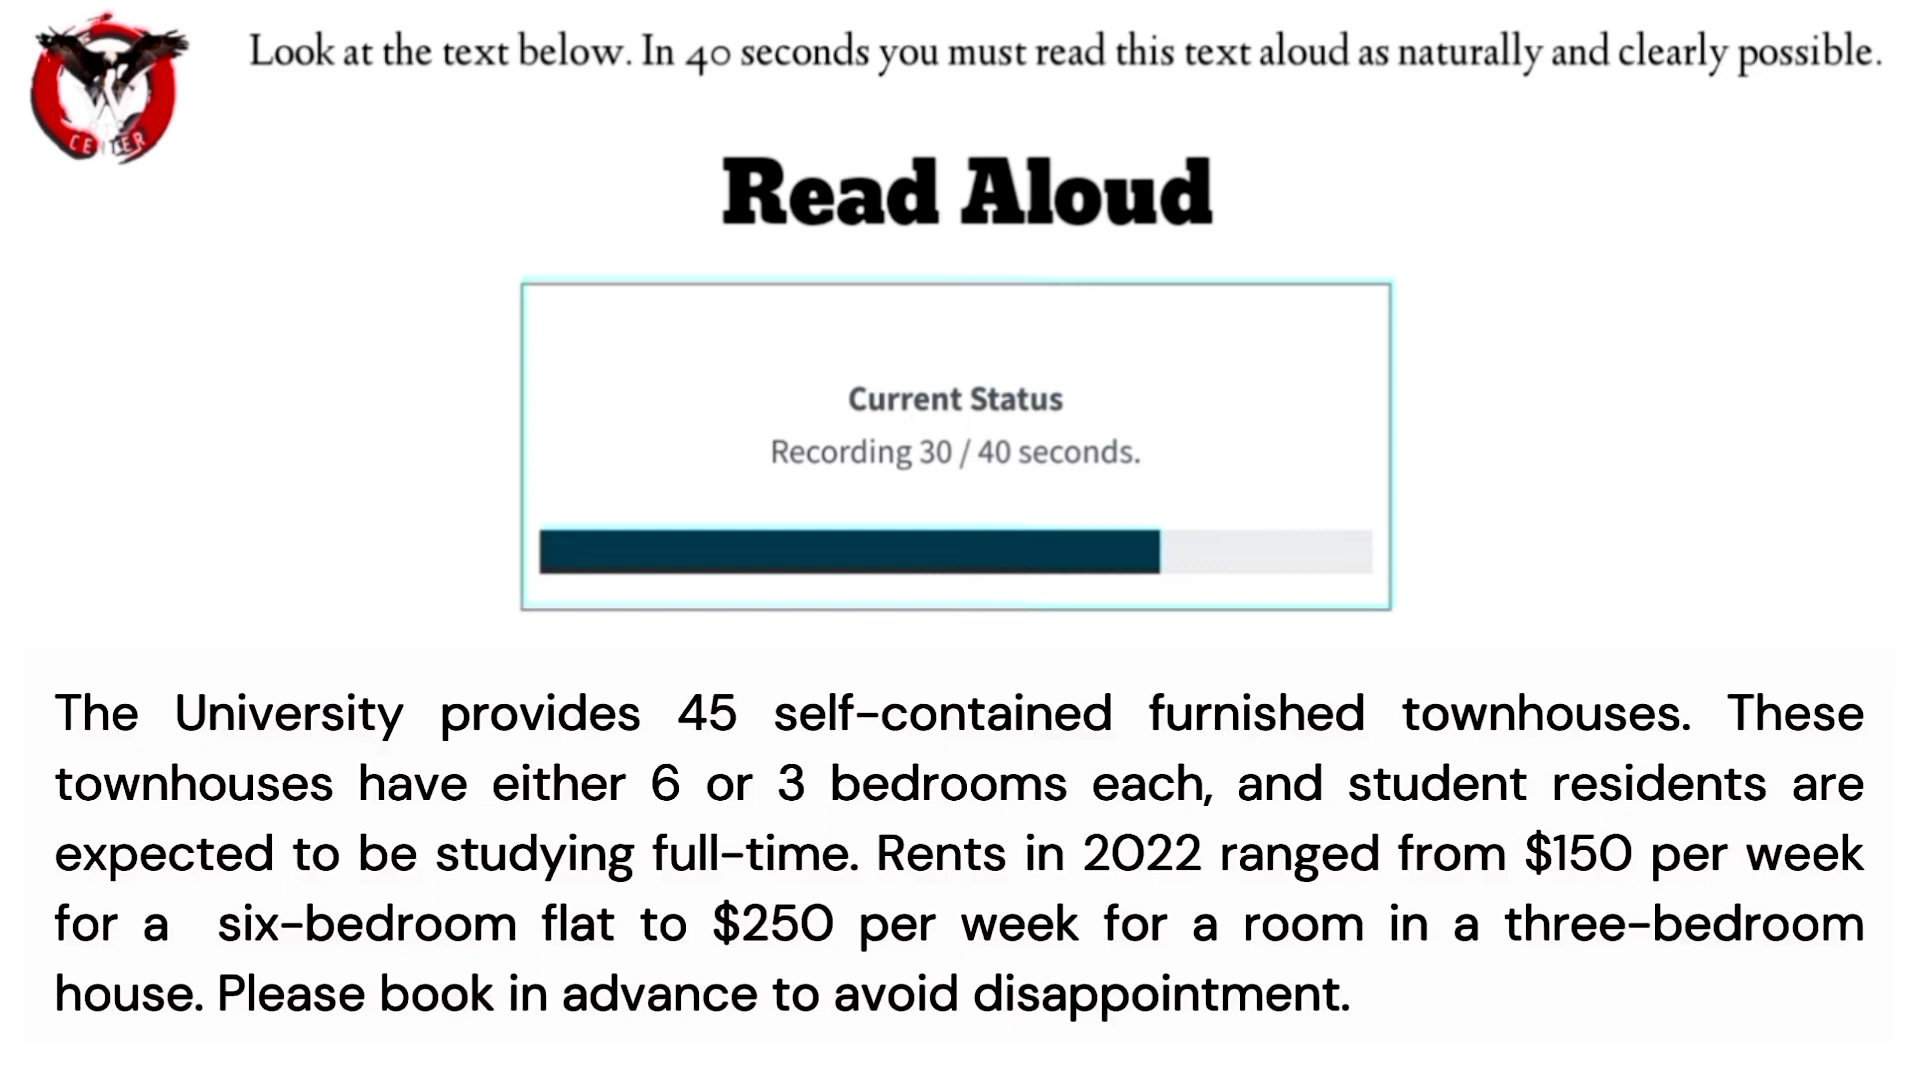 Look at the text below. In 40 seconds you must read this text aloud as naturally and clearly possible.
CENTER
Read Aloud
Current Status
Recording 30 / 40 seconds.
The University provides 45 self-contained furnished townhouses. These
townhouses have either 6 or 3 bedrooms each, and student residents are
expected to be studying full-time. Rents in 2022 ranged from $150 per week
for a six-bedroom flat to $250 per week for a room in a three-bedroom
house. Please book in advance to avoid disappointment.